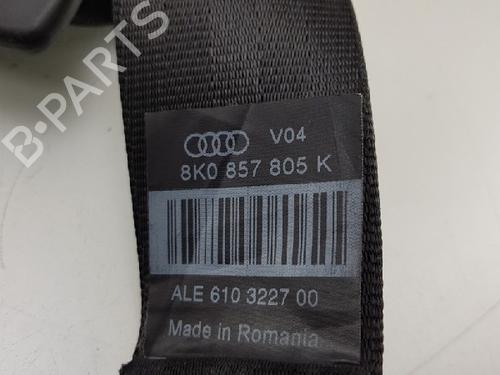 B-PARTS
V04
8K0 857 805 K
ALE 610 3227 00
Made in Romania